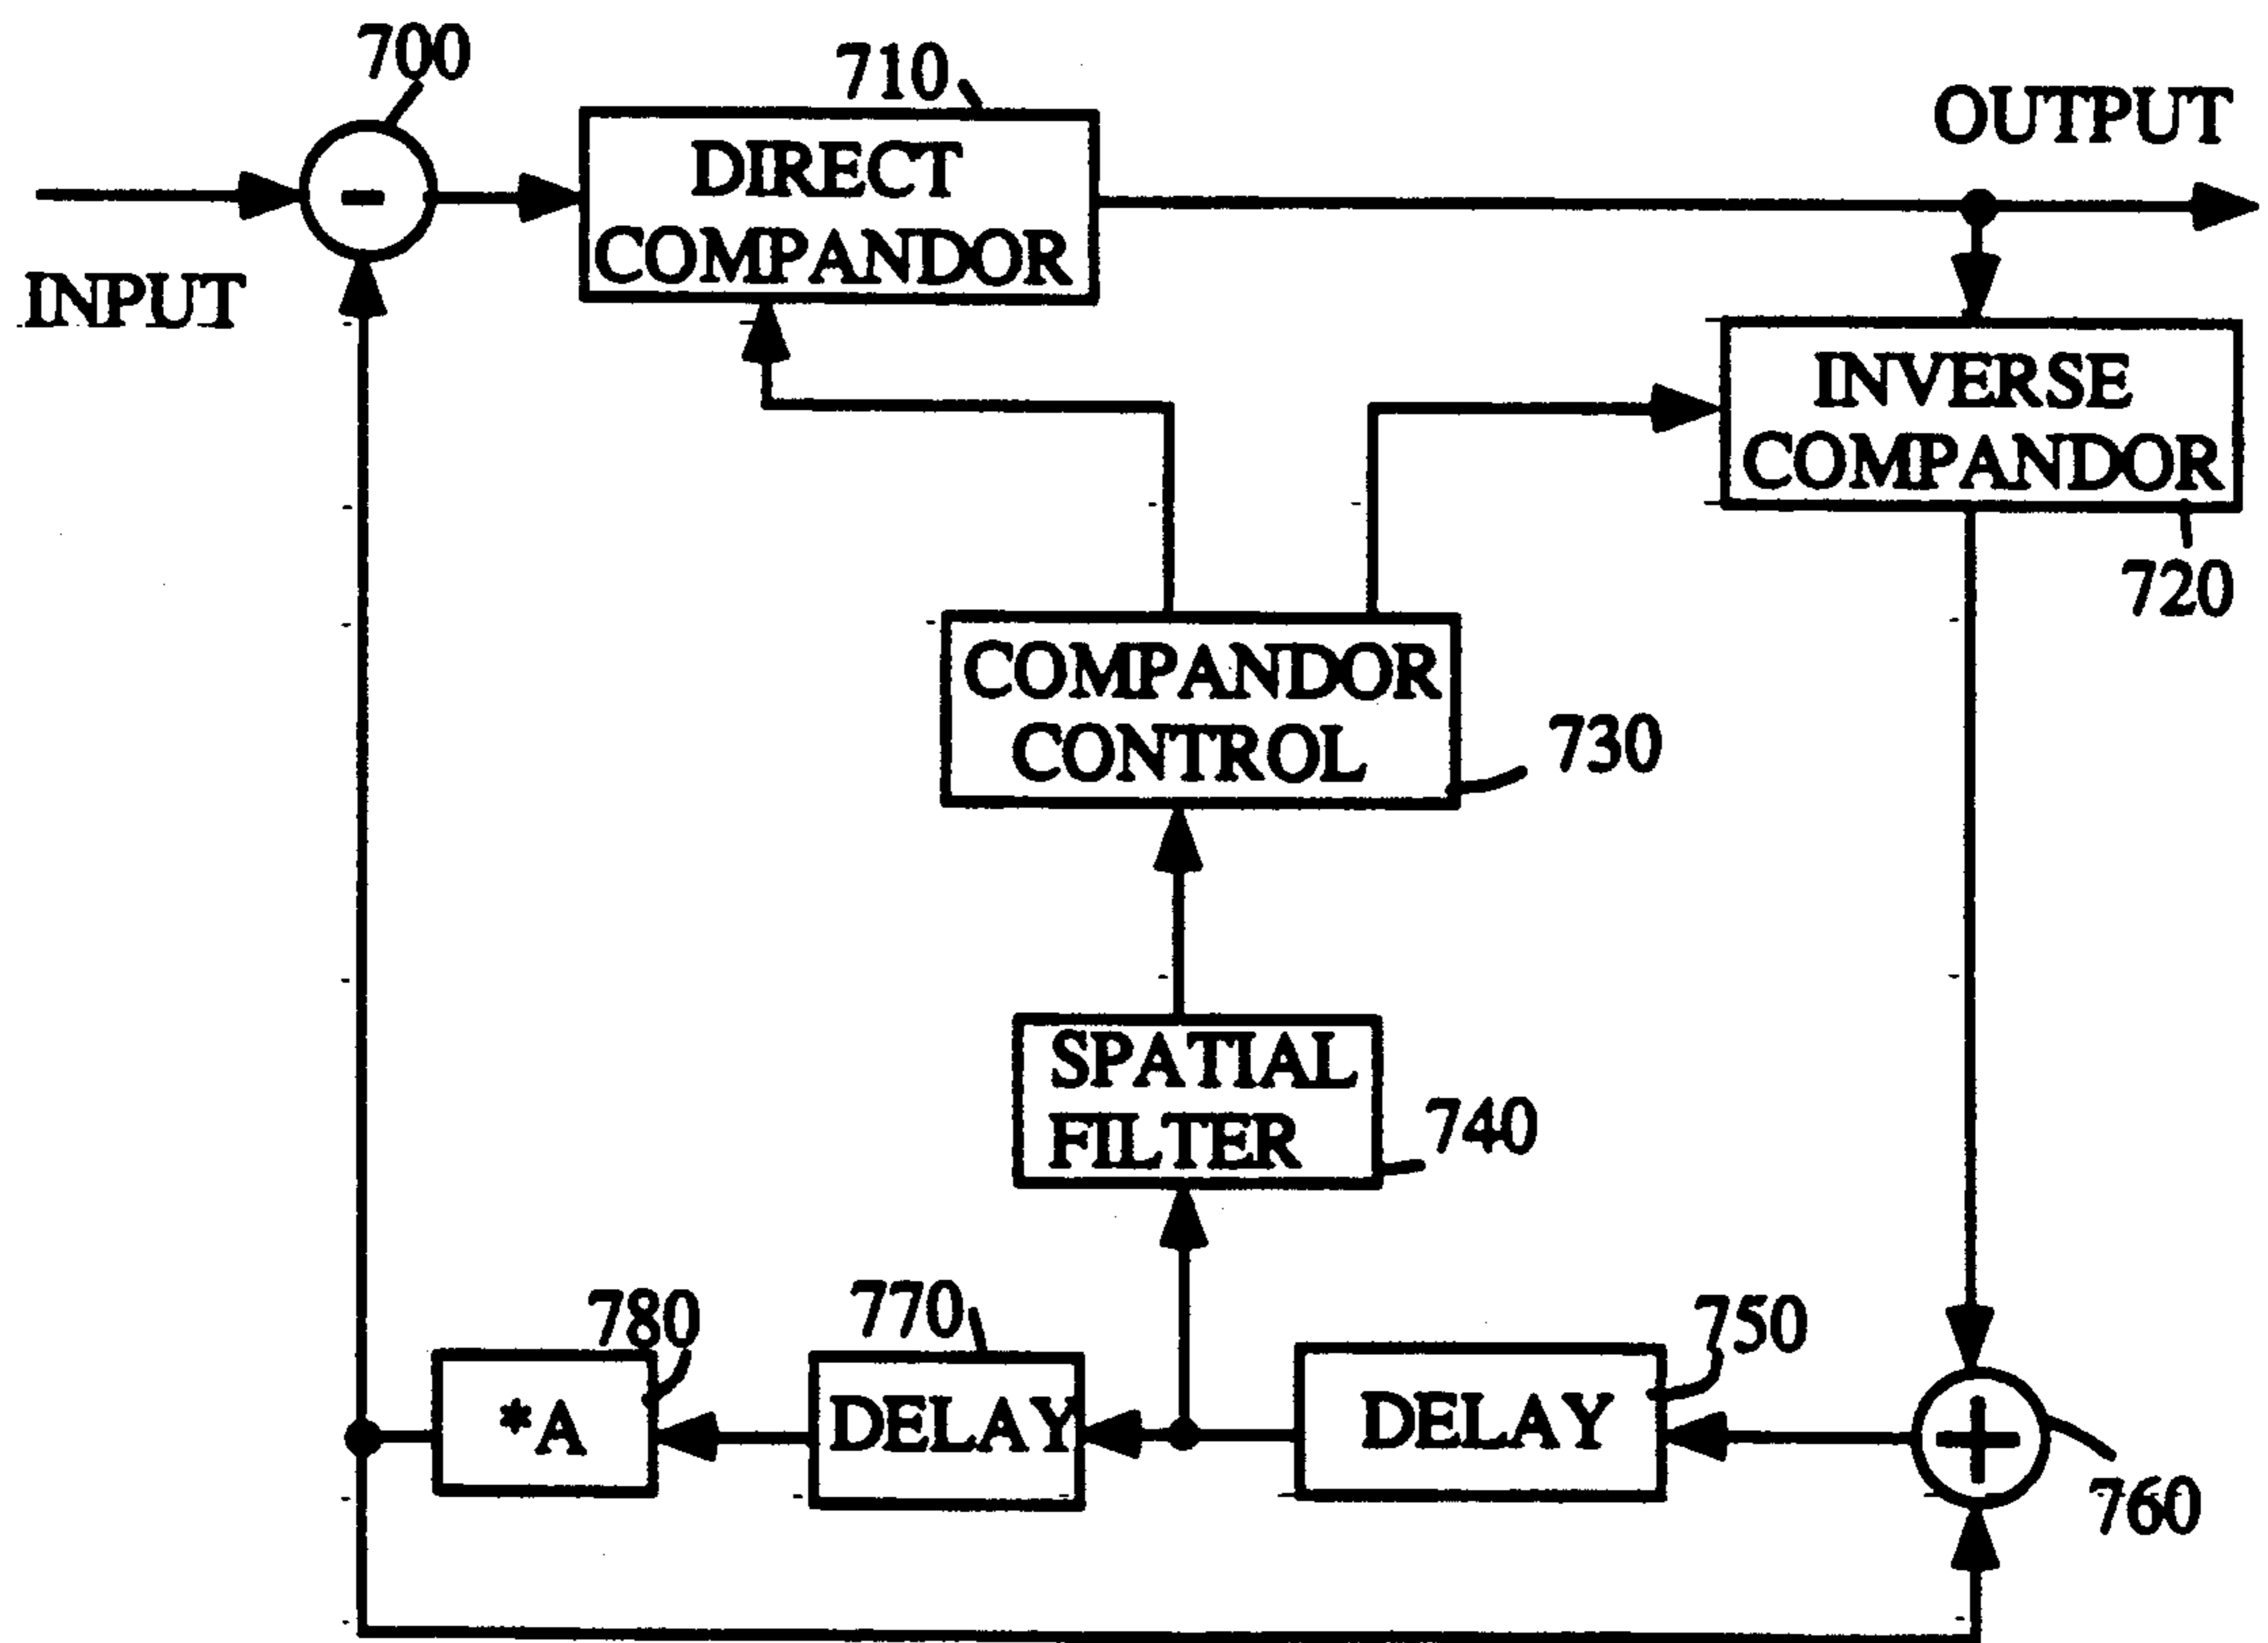 700
710
OUTPUT
-
DIRECT
COMPANDOR
INPUT
INVERSE
COMPANDOR
720
COMPANDOR
CONTROL
730
SPATIAL
FILTER
740
780
770
750
*A
DELAY
DELAY
+
760